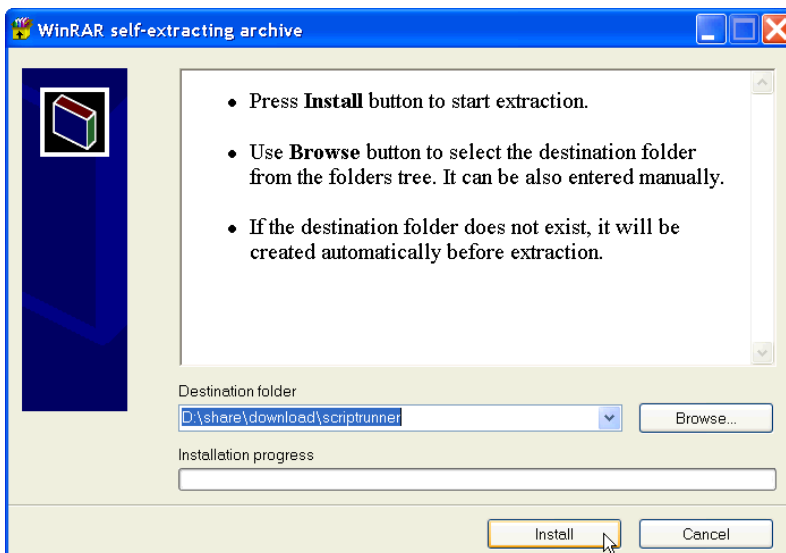 WinRAR self-extracting archive
• Press Install button to start extraction.
• Use Browse button to select the destination folder
from the folders tree. It can be also entered manually.
• If the destination folder does not exist, it will be
created automatically before extraction.
Destination folder
D:\share\download\scriptrunner
Browse...
Installation progress
Install
Cancel